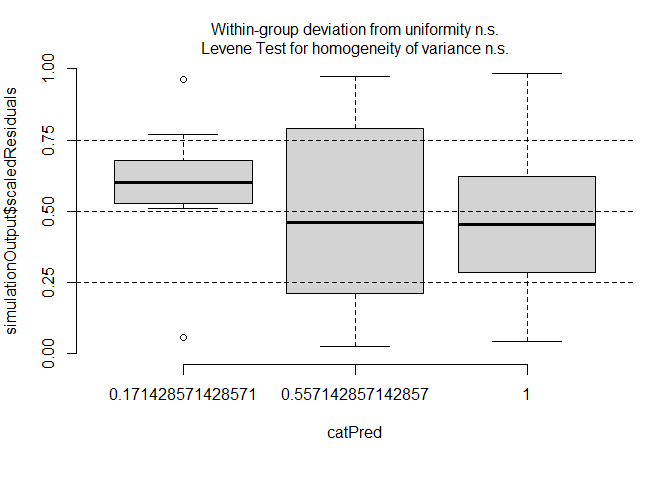 Within-group deviation from uniformity n.s.
Levene Test for homogeneity of variance n.s.
simulationOutput$scaledResiduals
1.00
0.75
0.50
0.25
0.00
0.171428571428571
0.557142857142857
1
catPred